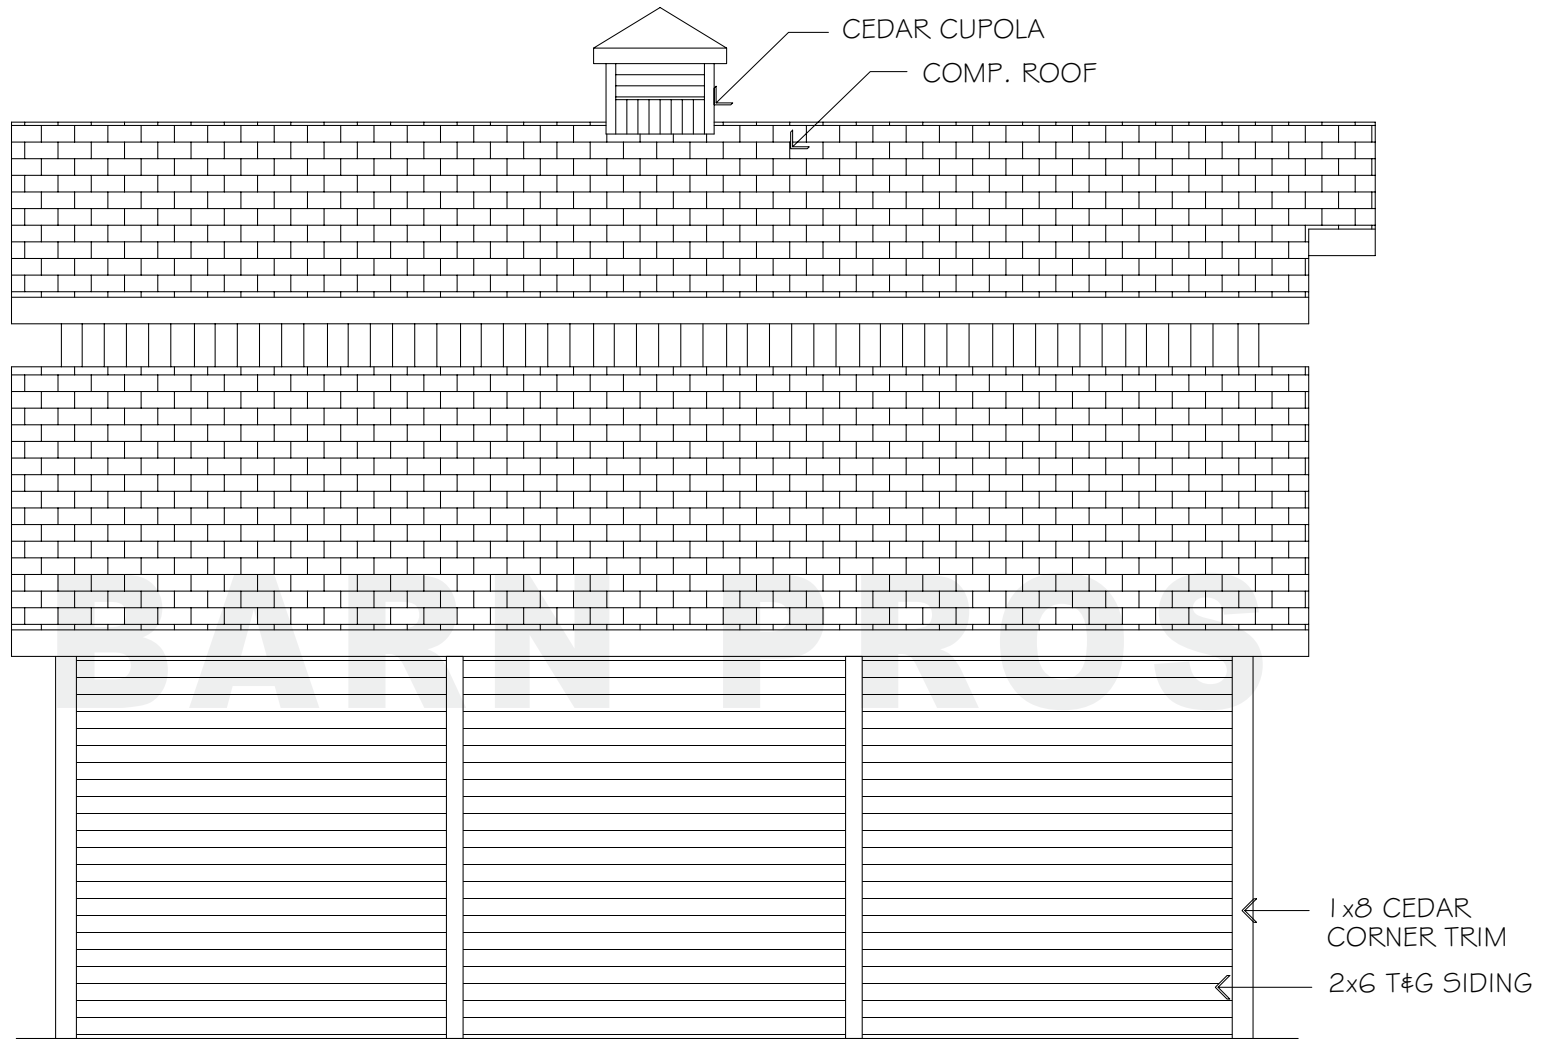 CEDAR CUPOLA
COMP. ROOF
BARN PROS
1x8 CEDAR
CORNER TRIM
2x6 T&G SIDING